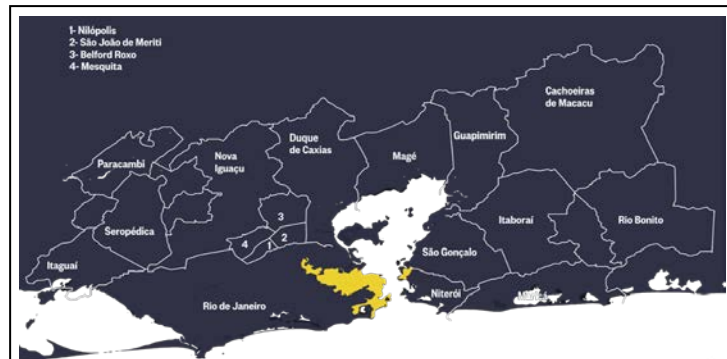 1- Nilópolis
2- São João de Meriti
3- Belford Roxo
4- Mesquita
Cachoeiras
de Macacu
Duque
de Caxias
Guapimirim
Magé
Nova
Iguaçu
Paracambi
3
Seropédica
Itaboraí
Rio Bonito
2
4
1
São Gonçalo
Itaguaí
Niterói
Rio de Janeiro